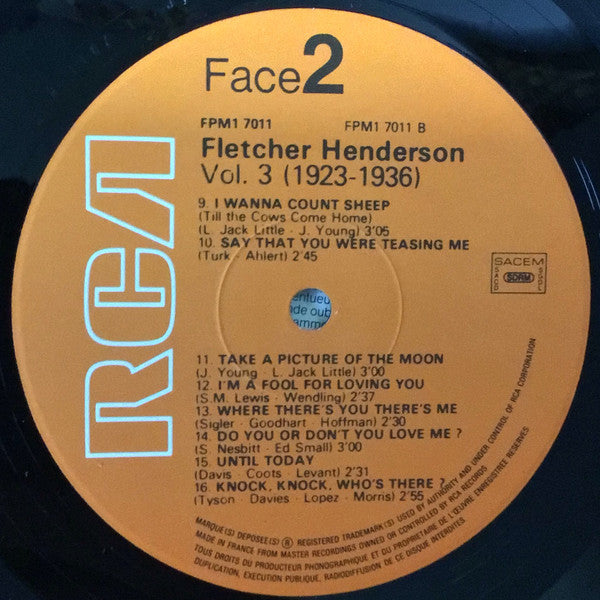 Face 2
FPM1 7011 FPM1 7011 B
Fletcher Henderson
Vol. 3 (1923-1936)
9. I WANNA COUNT SHEEP
(Till the Cows Come Home)
(L. Jack Little - J. Young) 3'05
10. SAY THAT YOU WERE TEASING ME
(Turk - Ahlert) 2'45
RCA
SACEM
SACD
SDRM
SGDL
11. TAKE A PICTURE OF THE MOON
(J. Young - L. Jack Little) 3'00
12. I'M A FOOL FOR LOVING YOU
(S.M. Lewis - Wendling) 2'37
13. WHERE THERE'S YOU THERE'S ME
(Sigler - Goodhart - Hoffman) 2'30
14. DO YOU OR DON'T YOU LOVE ME ?
(S. Nesbitt - Ed Small) 3'00
15. UNTIL TODAY
(Davis - Coots - Levant) 2'31
16. KNOCK, KNOCK, WHO'S THERE ?
(Tyson - Davies - Lopez - Morris) 2'55
MARQUE(S) DEPOSEE(S) ® REGISTERED TRADEMARK(S) USED BY AUTHORITY AND UNDER CONTROL OF RCA CORPORATION
MADE IN FRANCE FROM MASTER RECORDINGS OWNED OR CONTROLLED BY RCA RECORDS
TOUS DROITS DU PRODUCTEUR PHONOGRAPHIQUE ET DU PROPRIETAIRE DE L'ŒUVRE ENREGISTREE RESERVES
DUPLICATION, EXECUTION PUBLIQUE, RADIODIFFUSION DE CE DISQUE INTERDITES